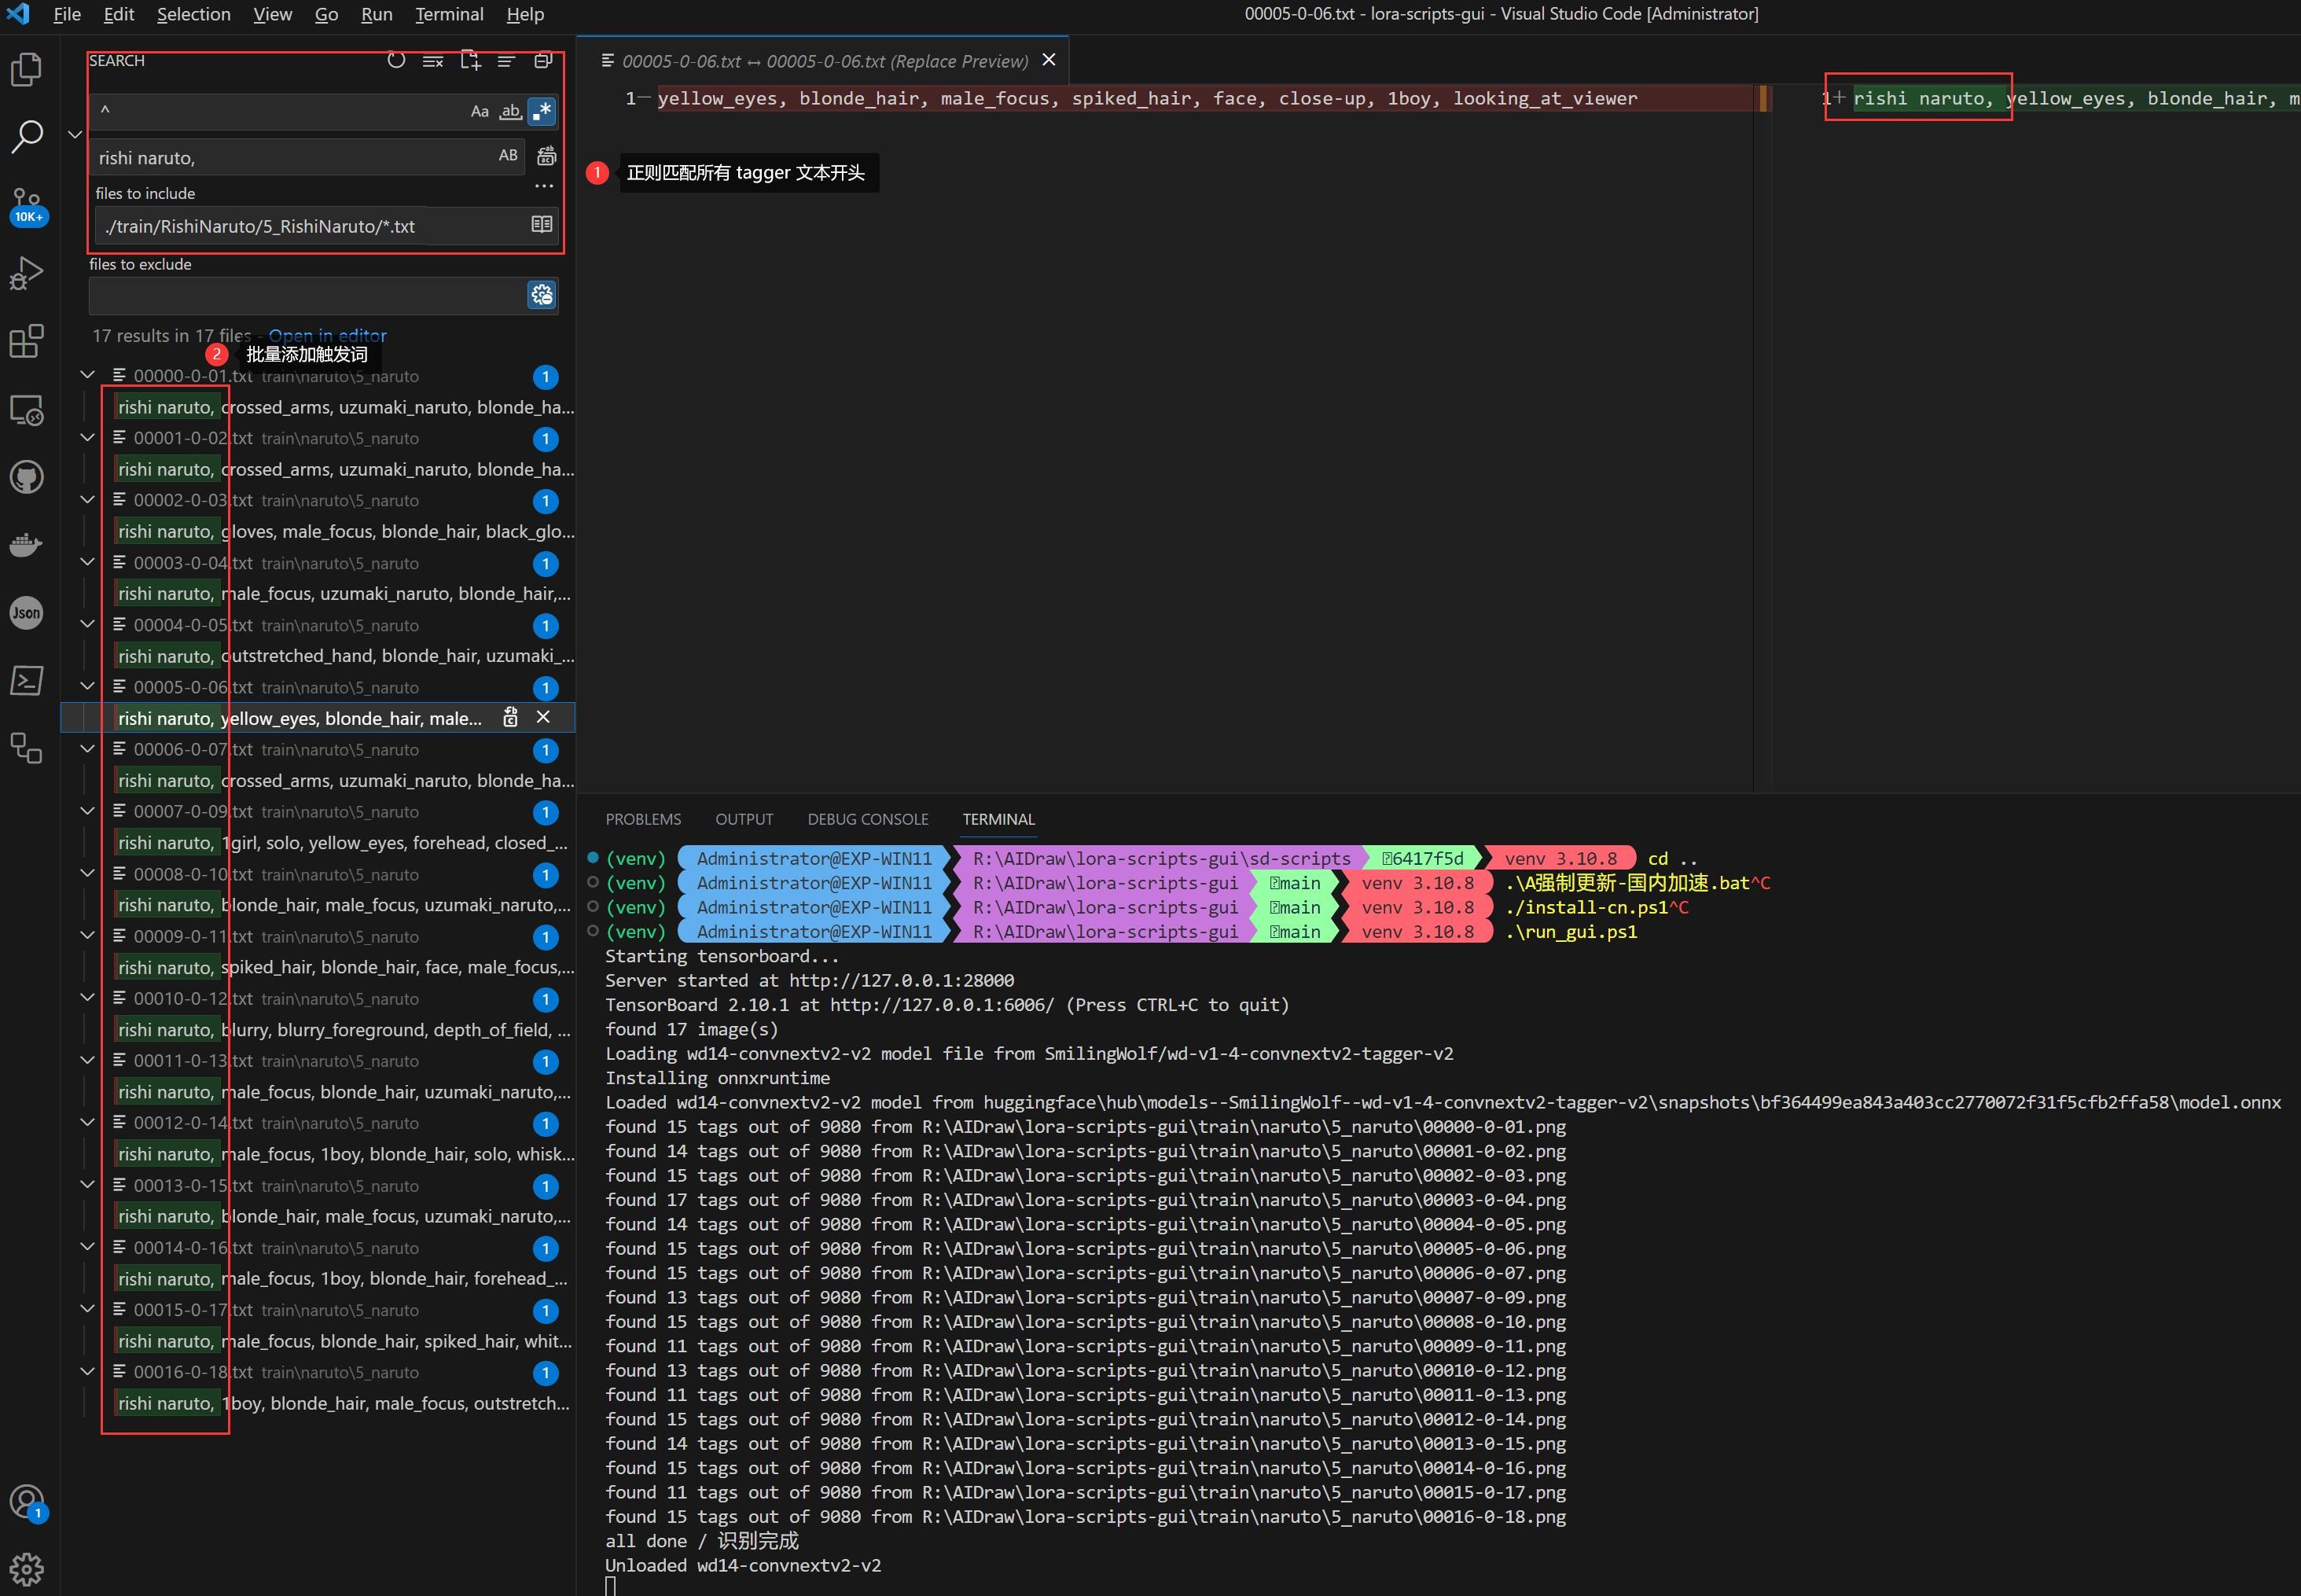 File Edit Selection View Go Run Terminal Help
00005-0-06.txt - lora-scripts-gui - Visual Studio Code [Administrator]
SEARCH
^
Aa ab .*
rishi naruto,
AB
files to include
./train/RishiNaruto/5_RishiNaruto/*.txt
files to exclude
17 results in 17 files - Open in editor
2 批量添加触发词
00000-0-01.txt train\naruto\5_naruto 1
rishi naruto, crossed_arms, uzumaki_naruto, blonde_ha...
00001-0-02.txt train\naruto\5_naruto 1
rishi naruto, crossed_arms, uzumaki_naruto, blonde_ha...
00002-0-03.txt train\naruto\5_naruto 1
rishi naruto, gloves, male_focus, blonde_hair, black_glo...
00003-0-04.txt train\naruto\5_naruto 1
rishi naruto, male_focus, uzumaki_naruto, blonde_hair,...
00004-0-05.txt train\naruto\5_naruto 1
rishi naruto, outstretched_hand, blonde_hair, uzumaki_...
00005-0-06.txt train\naruto\5_naruto 1
rishi naruto, yellow_eyes, blonde_hair, male...
00006-0-07.txt train\naruto\5_naruto 1
rishi naruto, crossed_arms, uzumaki_naruto, blonde_ha...
00007-0-09.txt train\naruto\5_naruto 1
rishi naruto, 1girl, solo, yellow_eyes, forehead, closed_...
00008-0-10.txt train\naruto\5_naruto 1
rishi naruto, blonde_hair, male_focus, uzumaki_naruto,...
00009-0-11.txt train\naruto\5_naruto 1
rishi naruto, spiked_hair, blonde_hair, face, male_focus,...
00010-0-12.txt train\naruto\5_naruto 1
rishi naruto, blurry, blurry_foreground, depth_of_field, ...
00011-0-13.txt train\naruto\5_naruto 1
rishi naruto, male_focus, blonde_hair, uzumaki_naruto,...
00012-0-14.txt train\naruto\5_naruto 1
rishi naruto, male_focus, 1boy, blonde_hair, solo, whisk...
00013-0-15.txt train\naruto\5_naruto 1
rishi naruto, blonde_hair, male_focus, uzumaki_naruto,...
00014-0-16.txt train\naruto\5_naruto 1
rishi naruto, male_focus, 1boy, blonde_hair, forehead_...
00015-0-17.txt train\naruto\5_naruto 1
rishi naruto, male_focus, blonde_hair, spiked_hair, whit...
00016-0-18.txt train\naruto\5_naruto 1
rishi naruto, 1boy, blonde_hair, male_focus, outstretch...
10K+
Json
1
00005-0-06.txt ↔ 00005-0-06.txt (Replace Preview)
1— yellow_eyes, blonde_hair, male_focus, spiked_hair, face, close-up, 1boy, looking_at_viewer
1+ rishi naruto, yellow_eyes, blonde_hair, m
1 正则匹配所有 tagger 文本开头
PROBLEMS OUTPUT DEBUG CONSOLE TERMINAL
(venv) Administrator@EXP-WIN11 R:\AIDraw\lora-scripts-gui\sd-scripts 6417f5d venv 3.10.8 cd ..
(venv) Administrator@EXP-WIN11 R:\AIDraw\lora-scripts-gui main venv 3.10.8 .\A强制更新-国内加速.bat^C
(venv) Administrator@EXP-WIN11 R:\AIDraw\lora-scripts-gui main venv 3.10.8 ./install-cn.ps1^C
(venv) Administrator@EXP-WIN11 R:\AIDraw\lora-scripts-gui main venv 3.10.8 .\run_gui.ps1
Starting tensorboard...
Server started at http://127.0.0.1:28000
TensorBoard 2.10.1 at http://127.0.0.1:6006/ (Press CTRL+C to quit)
found 17 image(s)
Loading wd14-convnextv2-v2 model file from SmilingWolf/wd-v1-4-convnextv2-tagger-v2
Installing onnxruntime
Loaded wd14-convnextv2-v2 model from huggingface\hub\models--SmilingWolf--wd-v1-4-convnextv2-tagger-v2\snapshots\bf364499ea843a403cc2770072f31f5cfb2ffa58\model.onnx
found 15 tags out of 9080 from R:\AIDraw\lora-scripts-gui\train\naruto\5_naruto\00000-0-01.png
found 14 tags out of 9080 from R:\AIDraw\lora-scripts-gui\train\naruto\5_naruto\00001-0-02.png
found 15 tags out of 9080 from R:\AIDraw\lora-scripts-gui\train\naruto\5_naruto\00002-0-03.png
found 17 tags out of 9080 from R:\AIDraw\lora-scripts-gui\train\naruto\5_naruto\00003-0-04.png
found 14 tags out of 9080 from R:\AIDraw\lora-scripts-gui\train\naruto\5_naruto\00004-0-05.png
found 15 tags out of 9080 from R:\AIDraw\lora-scripts-gui\train\naruto\5_naruto\00005-0-06.png
found 15 tags out of 9080 from R:\AIDraw\lora-scripts-gui\train\naruto\5_naruto\00006-0-07.png
found 13 tags out of 9080 from R:\AIDraw\lora-scripts-gui\train\naruto\5_naruto\00007-0-09.png
found 15 tags out of 9080 from R:\AIDraw\lora-scripts-gui\train\naruto\5_naruto\00008-0-10.png
found 11 tags out of 9080 from R:\AIDraw\lora-scripts-gui\train\naruto\5_naruto\00009-0-11.png
found 13 tags out of 9080 from R:\AIDraw\lora-scripts-gui\train\naruto\5_naruto\00010-0-12.png
found 11 tags out of 9080 from R:\AIDraw\lora-scripts-gui\train\naruto\5_naruto\00011-0-13.png
found 15 tags out of 9080 from R:\AIDraw\lora-scripts-gui\train\naruto\5_naruto\00012-0-14.png
found 14 tags out of 9080 from R:\AIDraw\lora-scripts-gui\train\naruto\5_naruto\00013-0-15.png
found 15 tags out of 9080 from R:\AIDraw\lora-scripts-gui\train\naruto\5_naruto\00014-0-16.png
found 11 tags out of 9080 from R:\AIDraw\lora-scripts-gui\train\naruto\5_naruto\00015-0-17.png
found 15 tags out of 9080 from R:\AIDraw\lora-scripts-gui\train\naruto\5_naruto\00016-0-18.png
all done / 识别完成
Unloaded wd14-convnextv2-v2